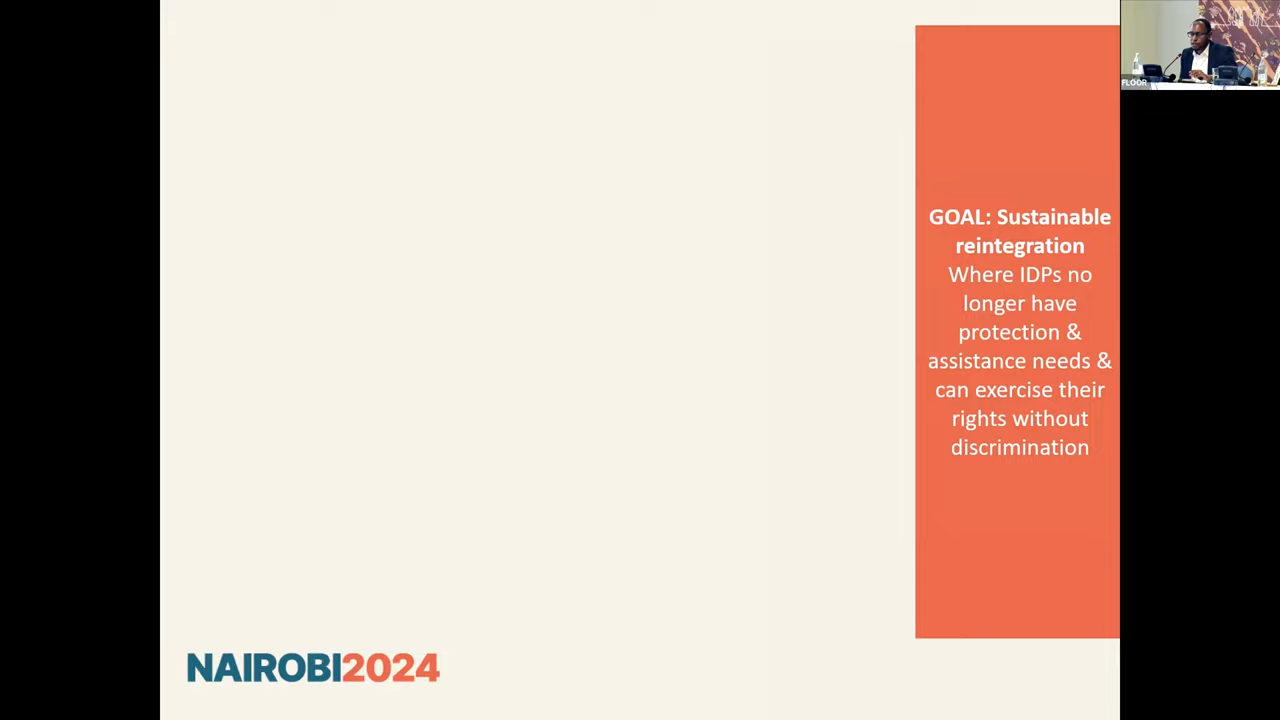 GOAL: Sustainable
reintegration
Where IDPs no
longer have
protection &
assistance needs &
can exercise their
rights without
discrimination
NAIROBI2024
FLOOR